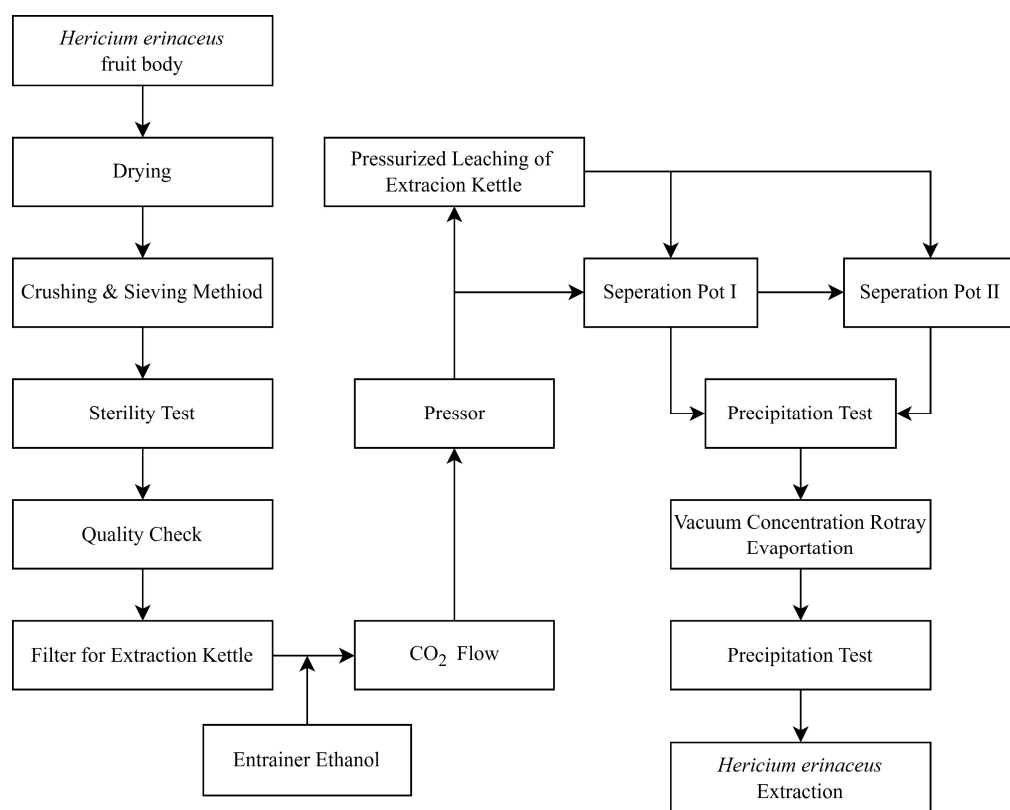 Hericium erinaceus
fruit body
Drying
Crushing & Sieving Methiod
Sterility Test
Quality Check
Filter for Extraction Kettle
Entrainer Ethanol
CO2 Flow
Pressor
Pressurized Leaching of
Extracion Kettle
Seperation Pot I
Seperation Pot II
Precipitation Test
Vacuum Concentration Rotray
Evaportation
Precipitation Test
Hericium erinaceus
Extraction